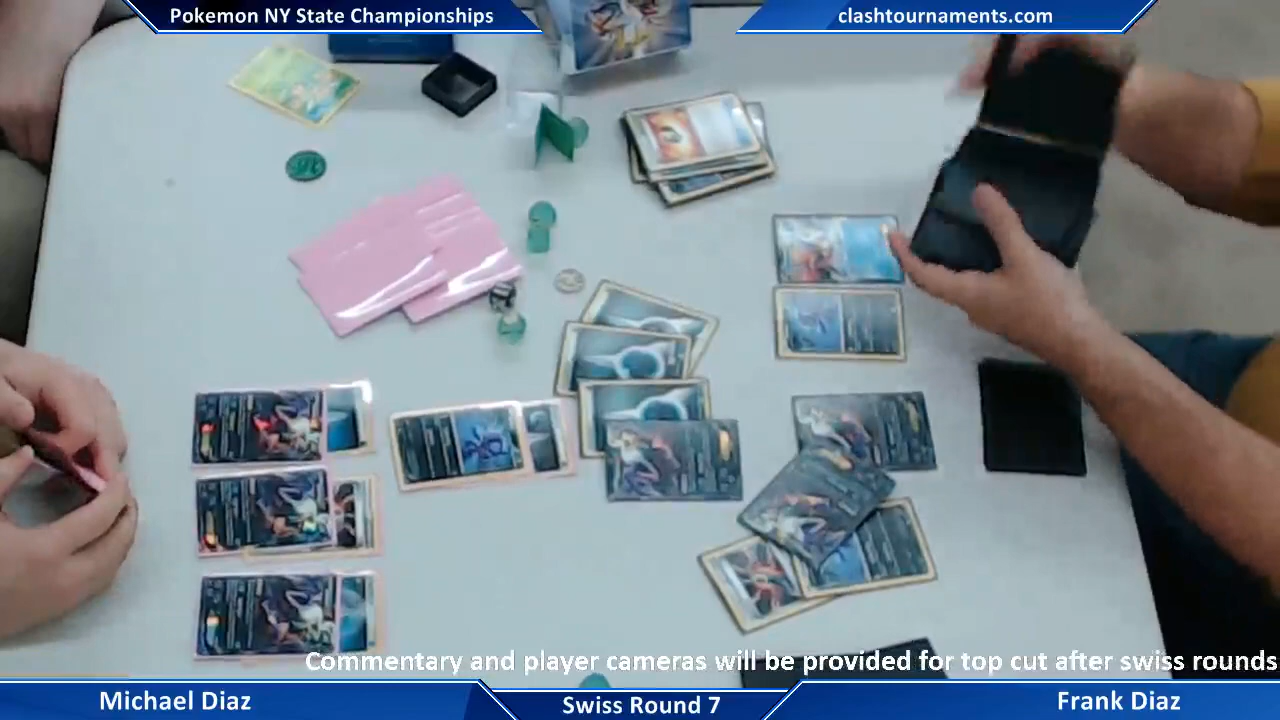 Pokemon NY State Championships
clashtournaments.com
Commentary and player cameras will be provided for top cut after swiss rounds
Michael Diaz
Swiss Round 7
Frank Diaz